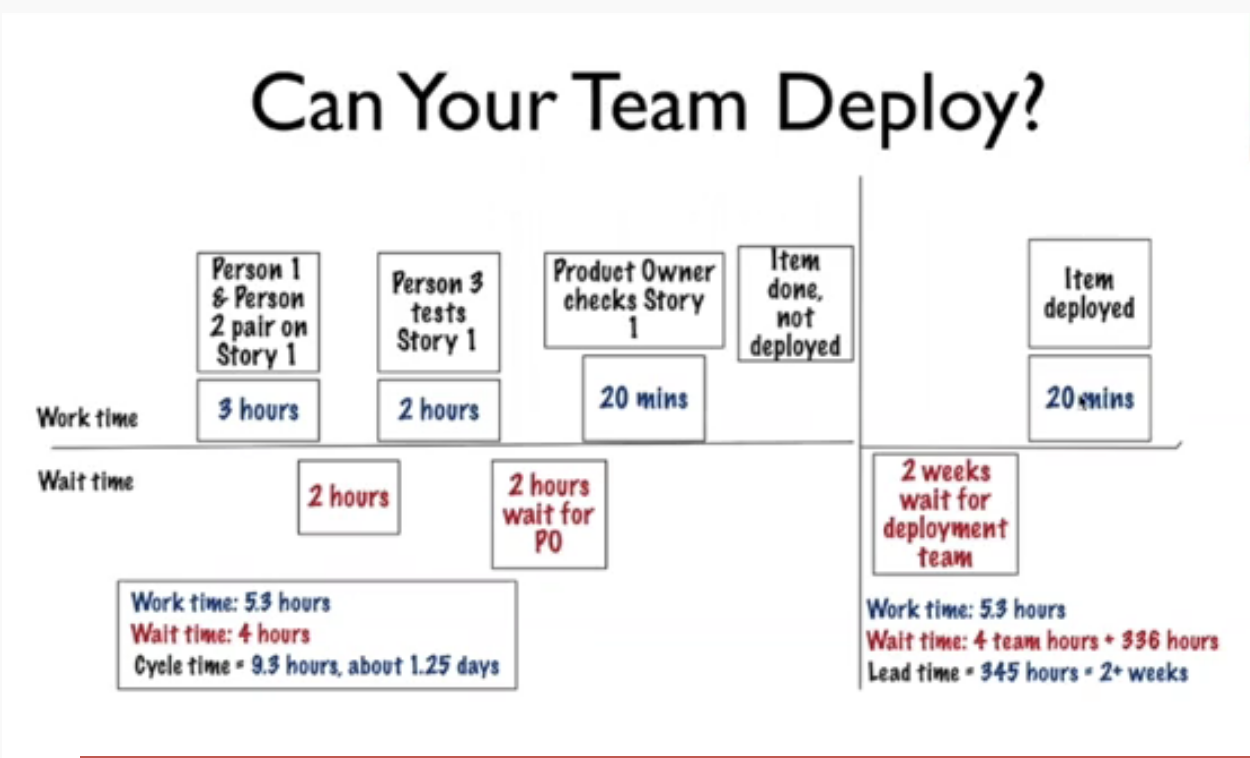 Can Your Team Deploy?
Person 1
& Person
2 pair on
Story 1
Person 3
tests
Story 1
Product Owner
checks Story
1
Item
done,
not
deployed
Item
deployed
Work time
3 hours
2 hours
20 mins
20 mins
Wait time
2 hours
2 hours
wait for
PO
2 weeks
wait for
deployment
team
Work time: 5.3 hours
Wait time: 4 hours
Cycle time = 9.3 hours, about 1.25 days
Work time: 5.3 hours
Wait time: 4 team hours + 336 hours
Lead time = 345 hours = 2+ weeks